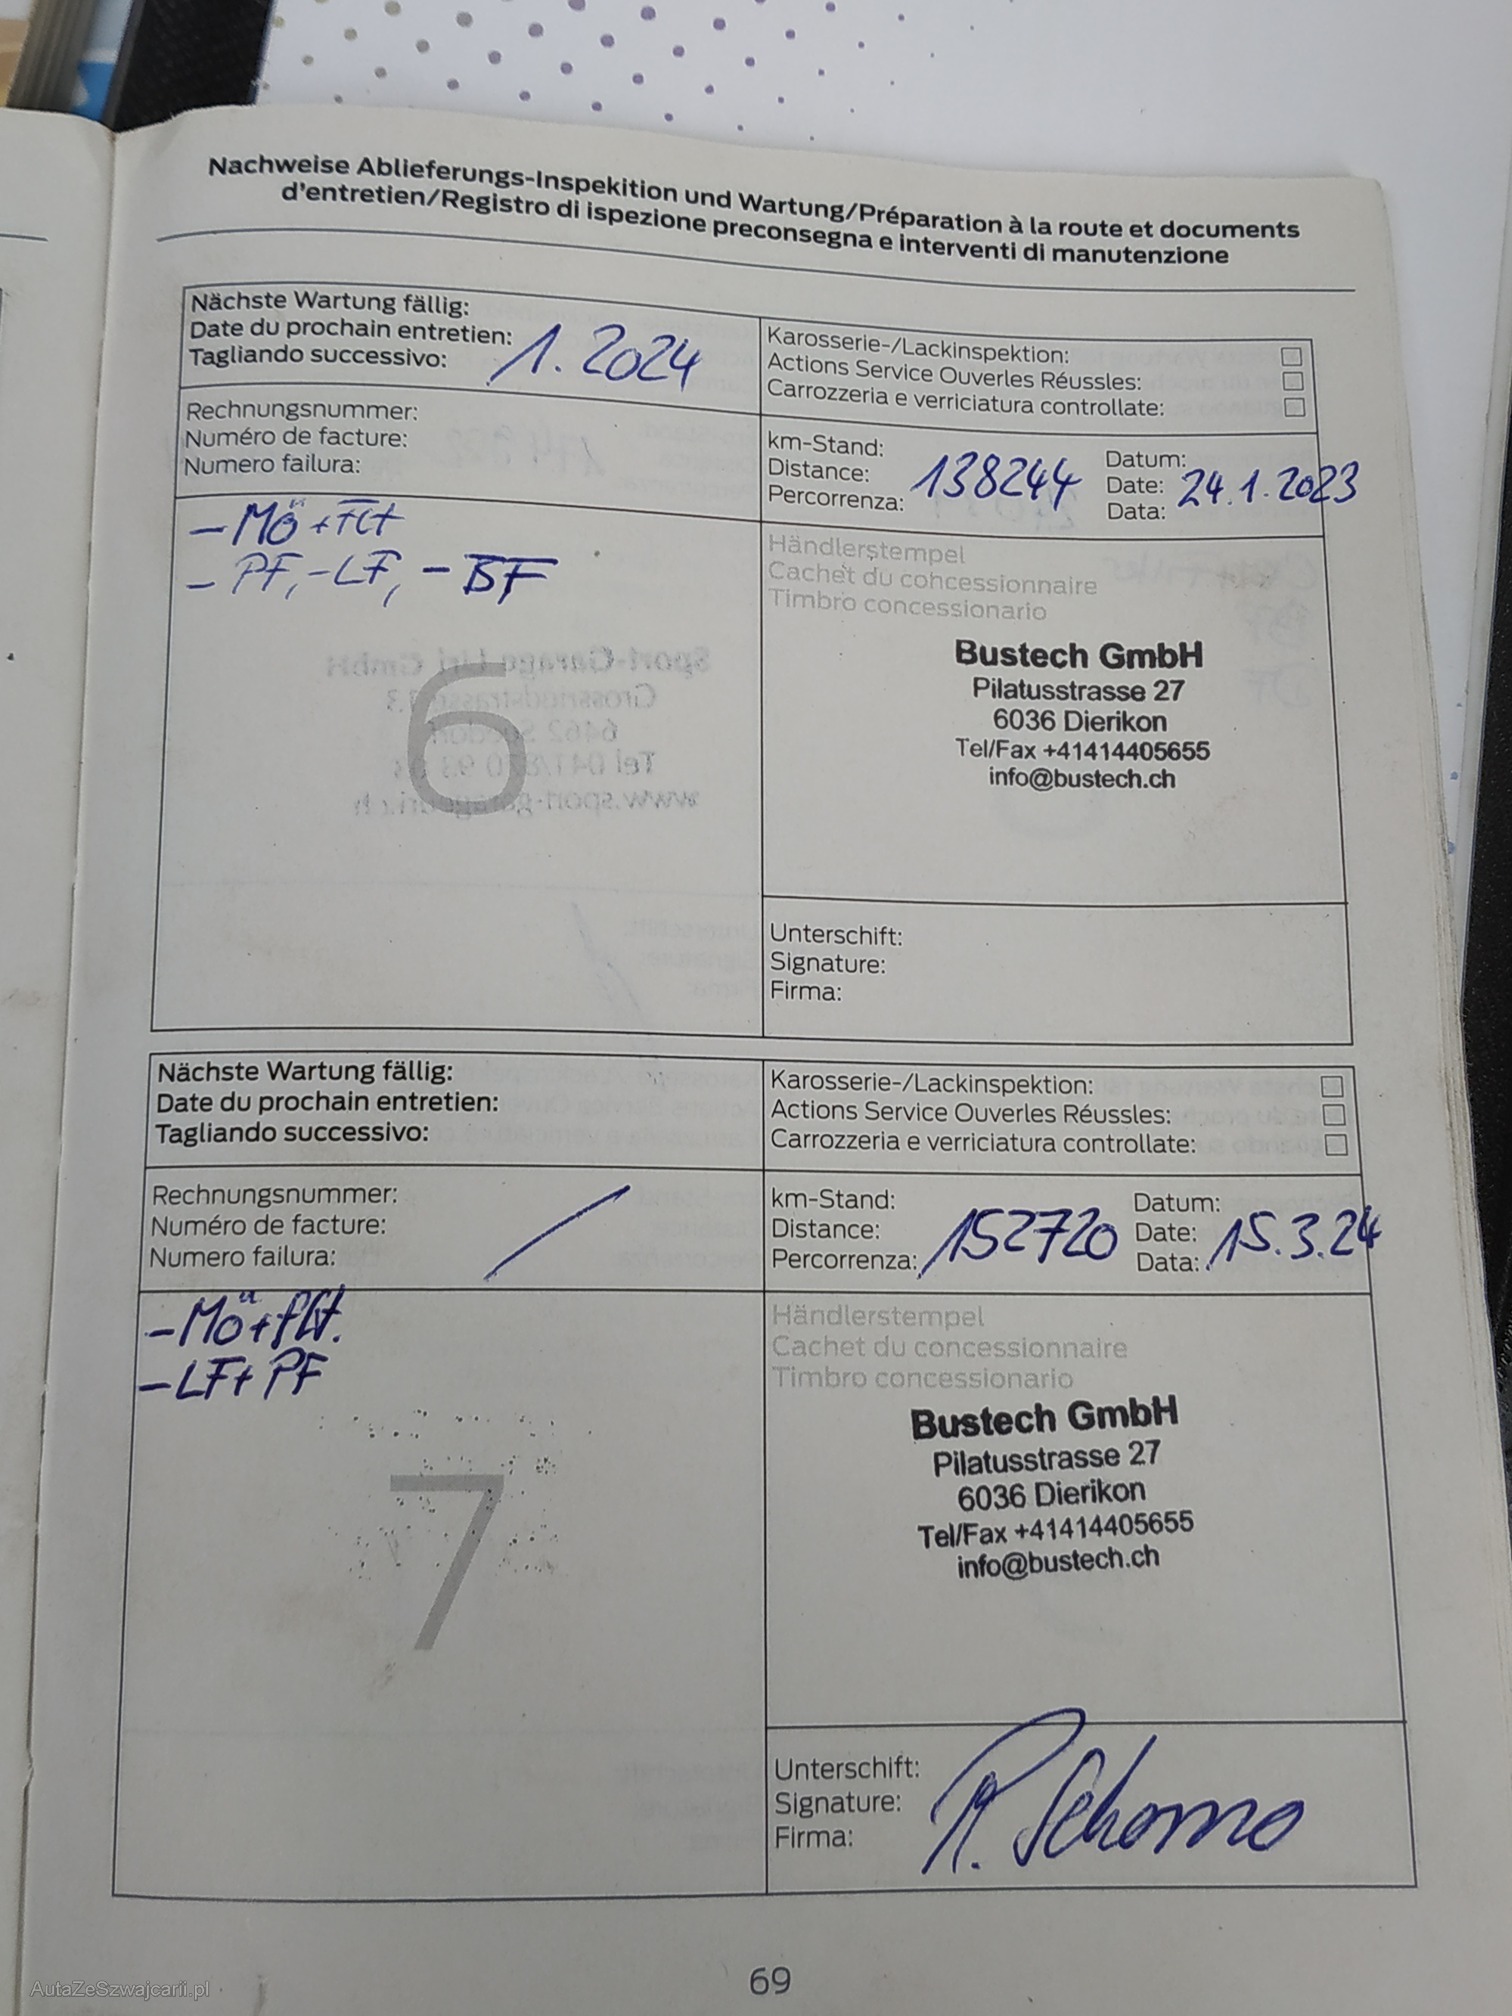 Nachweise Ablieferungs-Inspekition und Wartung/Préparation à la route et documents
d'entretien/Registro di ispezione preconsegna e interventi di manutenzione
Nächste Wartung fällig:
Date du prochain entretien:
Tagliando successivo:
1. 2024
Karosserie-/Lackinspektion:
Actions Service Ouverles Réussles:
Carrozzeria e verriciatura controllate:
Rechnungsnummer:
Numéro de facture:
Numero failura:
km-Stand:
Distance:
Percorrenza:
138244
Datum:
Date:
Data:
24.1.2023
- Mö + Flt
- PF, - LF, - BF
6
Händlerstempel
Cachet du concessionnaire
Timbro concessionario
Bustech GmbH
Pilatusstrasse 27
6036 Dierikon
Tel/Fax +41414405655
info@bustech.ch
Unterschift:
Signature:
Firma:
Nächste Wartung fällig:
Date du prochain entretien:
Tagliando successivo:
Karosserie-/Lackinspektion:
Actions Service Ouverles Réussles:
Carrozzeria e verriciatura controllate:
Rechnungsnummer:
Numéro de facture:
Numero failura:
km-Stand:
Distance:
Percorrenza:
152720
Datum:
Date:
Data:
15.3.24
- Mö + Flt.
- LF + PF
7
Händlerstempel
Cachet du concessionnaire
Timbro concessionario
Bustech GmbH
Pilatusstrasse 27
6036 Dierikon
Tel/Fax +41414405655
info@bustech.ch
Unterschift:
Signature:
Firma:
69
AutaZeSzwajcarii.pl